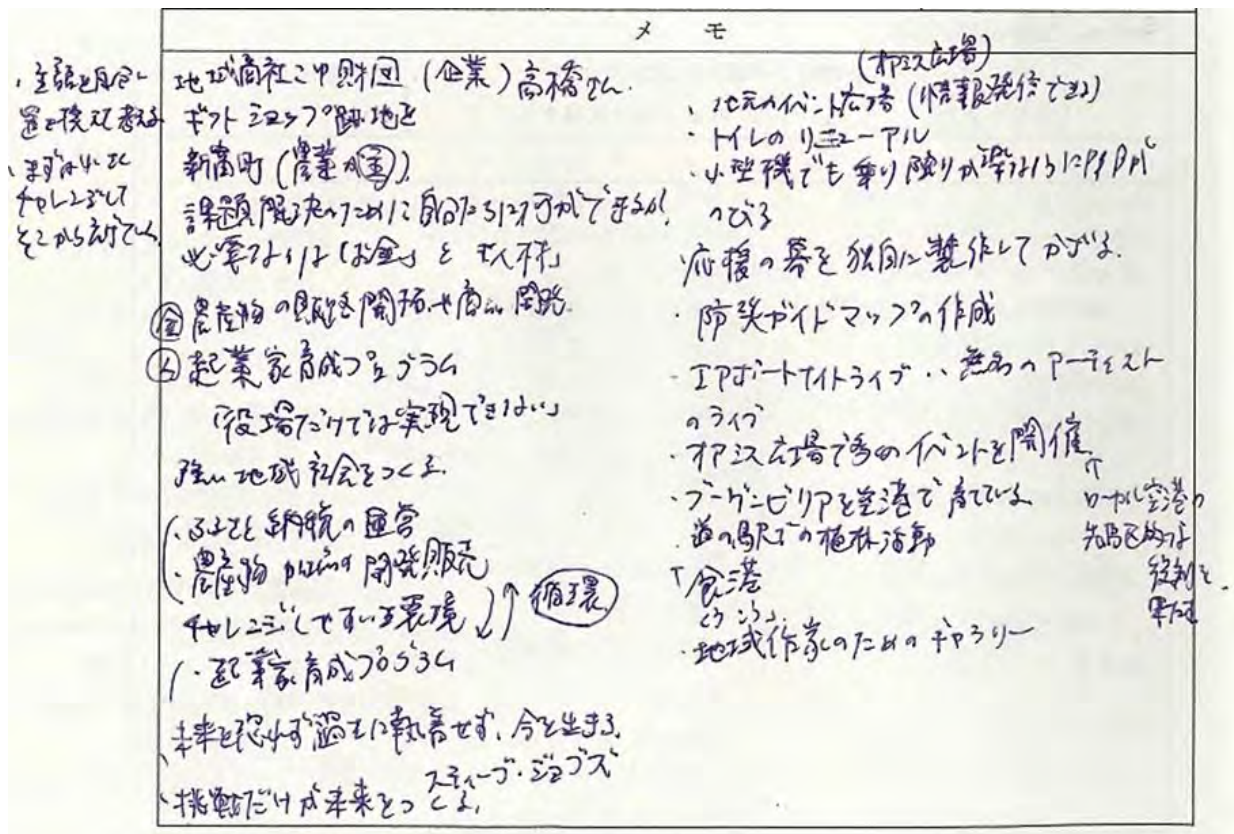 メモ
・主語を自分に
置き換えて考える
・まずは小さく
チャレンジして
そこから広げていく
地域商社こゆ財団 (企業) 高橋さん
ギフトショップ跡地を
新富町 (農業が㊎)
課題解決のために自分たちに何ができるか
必要なのは「お金」と「人材」
㊎農産物の販路開拓や商品開発
㊅起業家育成プログラム
「役場だけでは実現できない」
強い地域社会をつくる
・ふるさと納税の運営
・農産物 開発販売
チャレンジしやすい環境 循環
・起業家育成プログラム
未来を恐れず過去に執着せず、今を生きる
スティーブ・ジョブズ
挑戦だけが未来をつくる
(オアシス広場)
・地元のイベント広場 (情報発信できる)
・トイレのリニューアル
・小型機でも乗り降りが楽なように
のびる
応援の幕を独自に製作してかざる
・防災ガイドマップの作成
・エアポートナイトライブ・・無名のアーティスト
のライブ
・オアシス広場で多めイベントを開催
・ブーゲンビリアを空港で育てている
・道の駅での植栽活動
↑ローカル空港の
先駆区的な
役割を
果たす
↑食港
くうこう
・地域作家のためのギャラリー